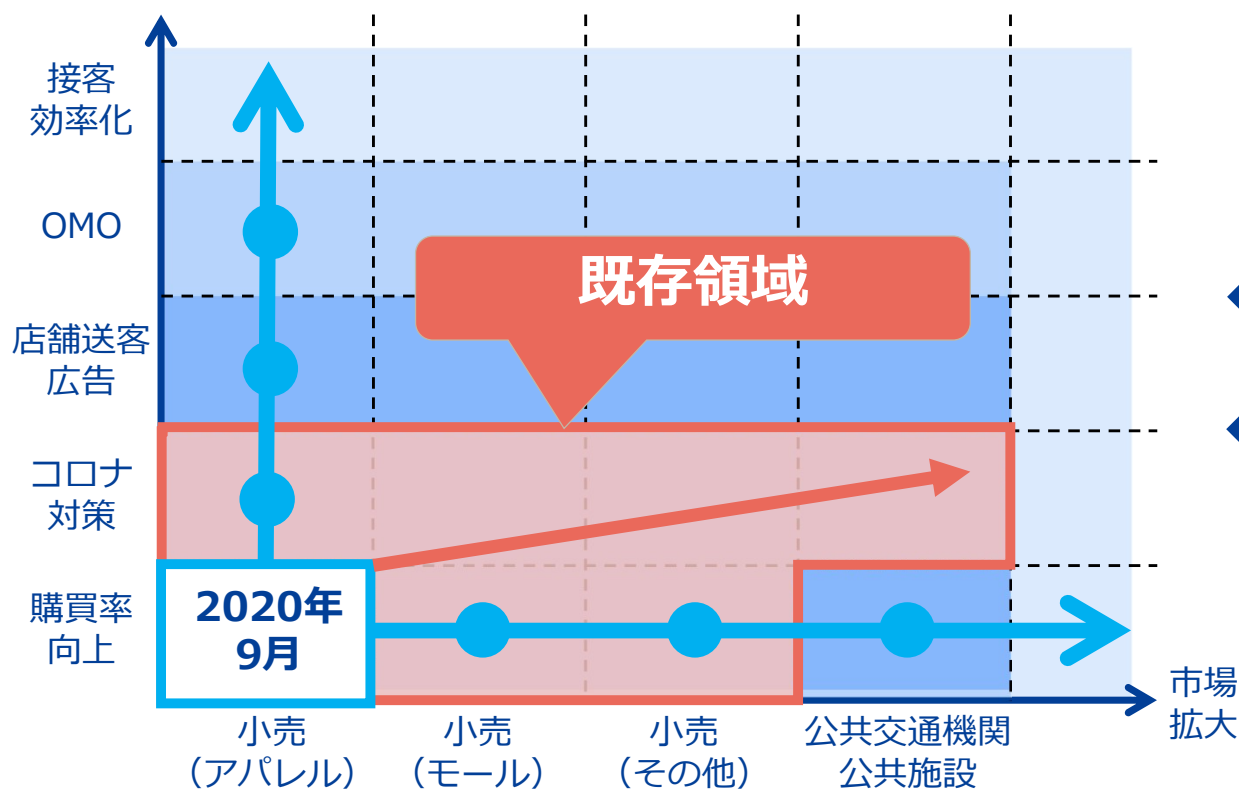 接客
効率化
OMO
既存領域
店舗送客
広告
コロナ
対策
購買率
向上
2020年
9月
市場
拡大
小売
（アパレル）
小売
（モール）
小売
（その他）
公共交通機関
公共施設